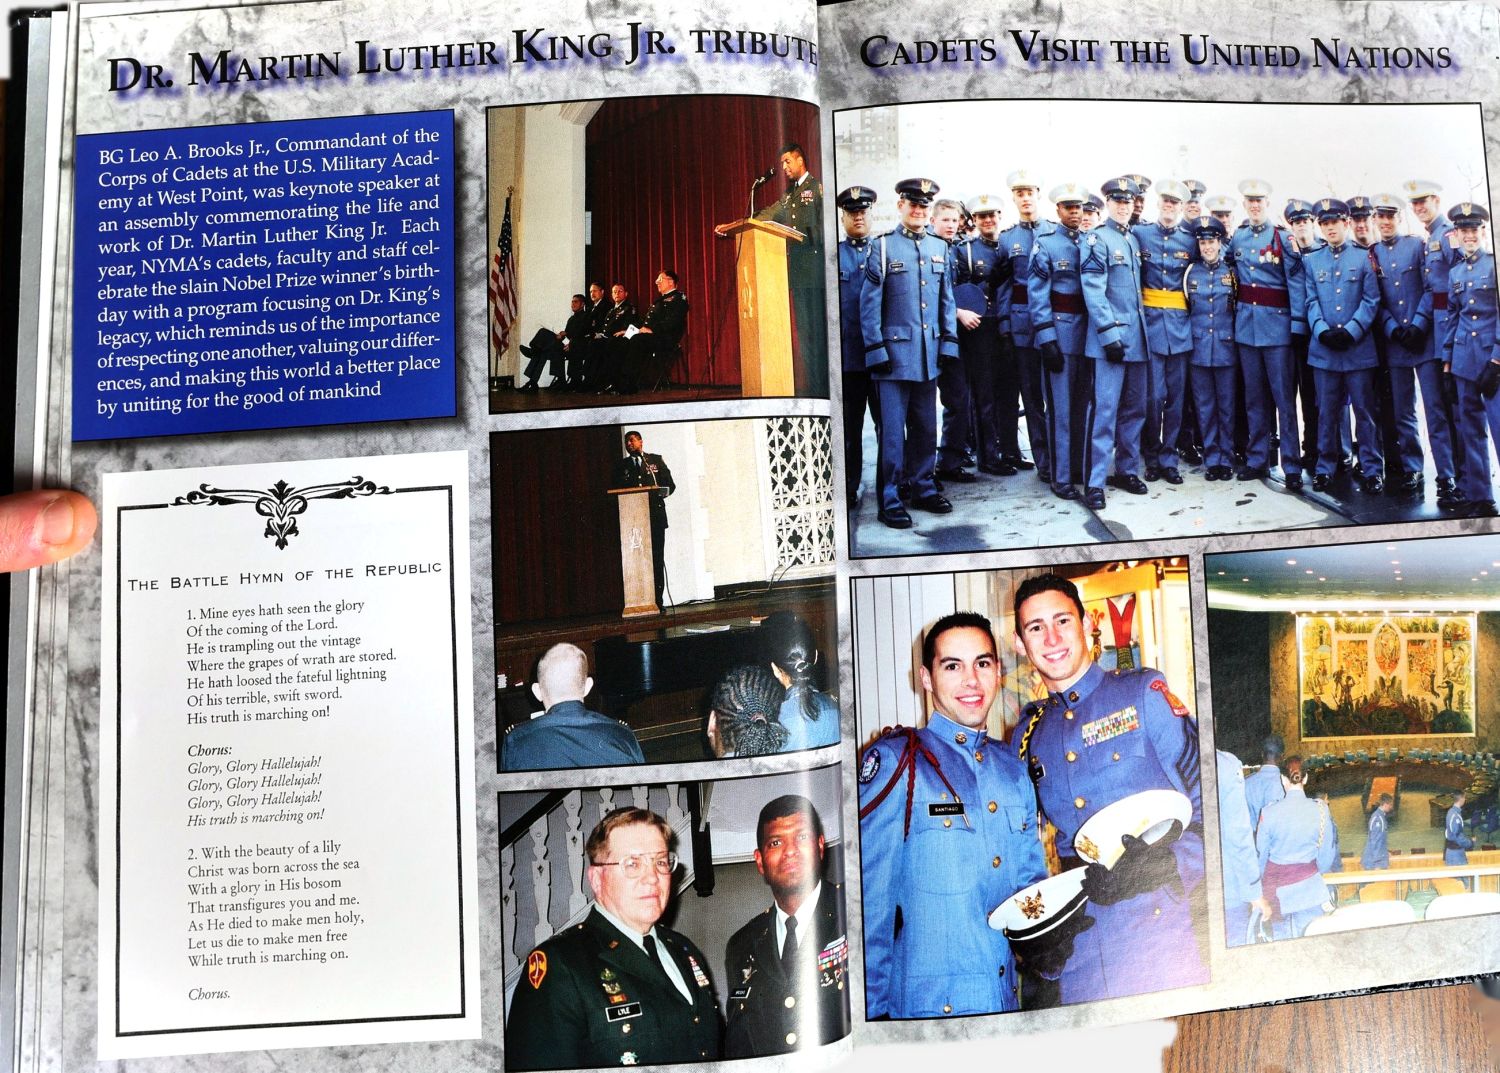 DR. MARTIN LUTHER KING JR. TRIBUTE
BG Leo A. Brooks Jr., Commandant of the
Corps of Cadets at the U.S. Military Acad-
emy at West Point, was keynote speaker at
an assembly commemorating the life and
work of Dr. Martin Luther King Jr. Each
year, NYMA's cadets, faculty and staff cel-
ebrate the slain Nobel Prize winner's birth-
day with a program focusing on Dr. King's
legacy, which reminds us of the importance
of respecting one another, valuing our differ-
ences, and making this world a better place
by uniting for the good of mankind
THE BATTLE HYMN OF THE REPUBLIC
1. Mine eyes hath seen the glory
Of the coming of the Lord.
He is trampling out the vintage
Where the grapes of wrath are stored.
He hath loosed the fateful lightning
Of his terrible, swift sword.
His truth is marching on!
Chorus:
Glory, Glory Hallelujah!
Glory, Glory Hallelujah!
Glory, Glory Hallelujah!
His truth is marching on!
2. With the beauty of a lily
Christ was born across the sea
With a glory in His bosom
That transfigures you and me.
As He died to make men holy,
Let us die to make men free
While truth is marching on.
Chorus.
LYLE
CADETS VISIT THE UNITED NATIONS
SANTIAGO